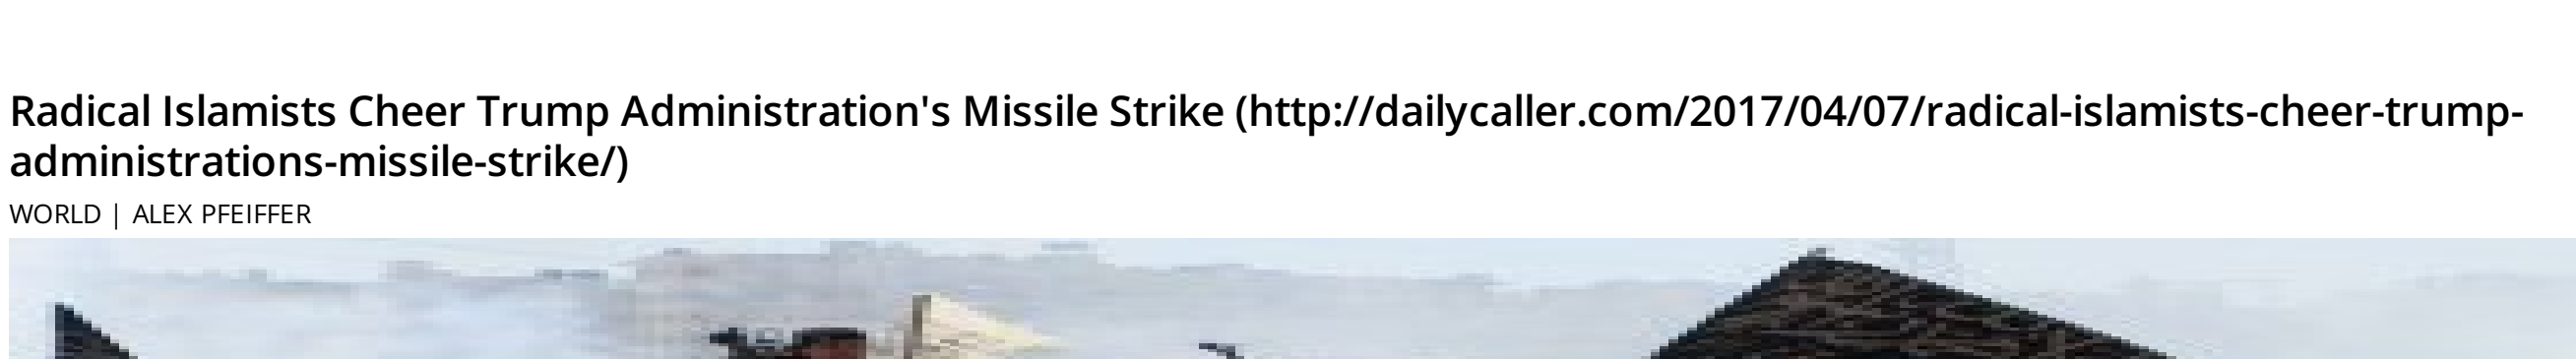 Radical Islamists Cheer Trump Administration's Missile Strike (http://dailycaller.com/2017/04/07/radical-islamists-cheer-trump-
administrations-missile-strike/)
WORLD | ALEX PFEIFFER